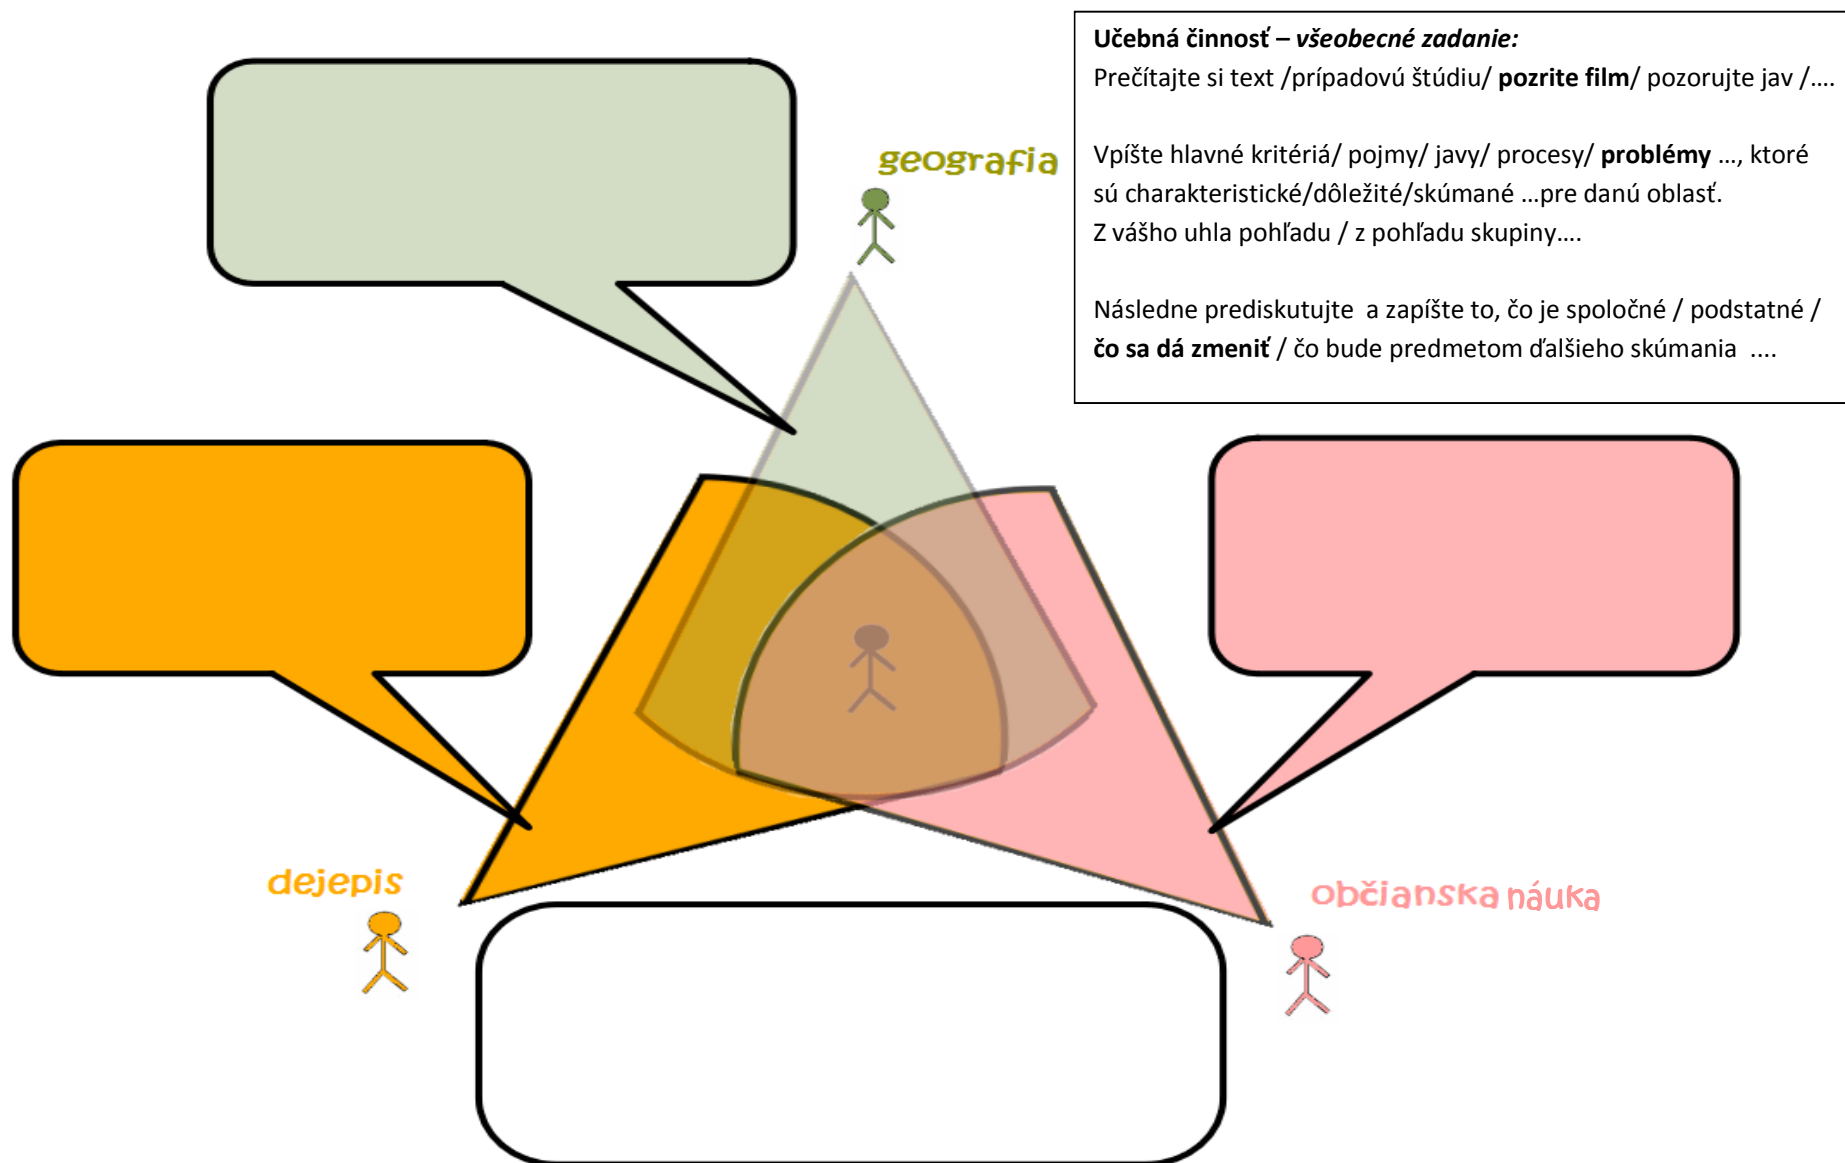 Učebná činnosť – všeobecné zadanie:
Prečítajte si text /prípadovú štúdiu/ pozrite film/ pozorujte jav /....
Vpíšte hlavné kritériá/ pojmy/ javy/ procesy/ problémy ..., ktoré
sú charakteristické/dôležité/skúmané ...pre danú oblasť.
Z vášho uhla pohľadu / z pohľadu skupiny....
Následne prediskutujte  a zapíšte to, čo je spoločné / podstatné /
čo sa dá zmeniť / čo bude predmetom ďalšieho skúmania  ....
geografia
dejepis
občianska náuka